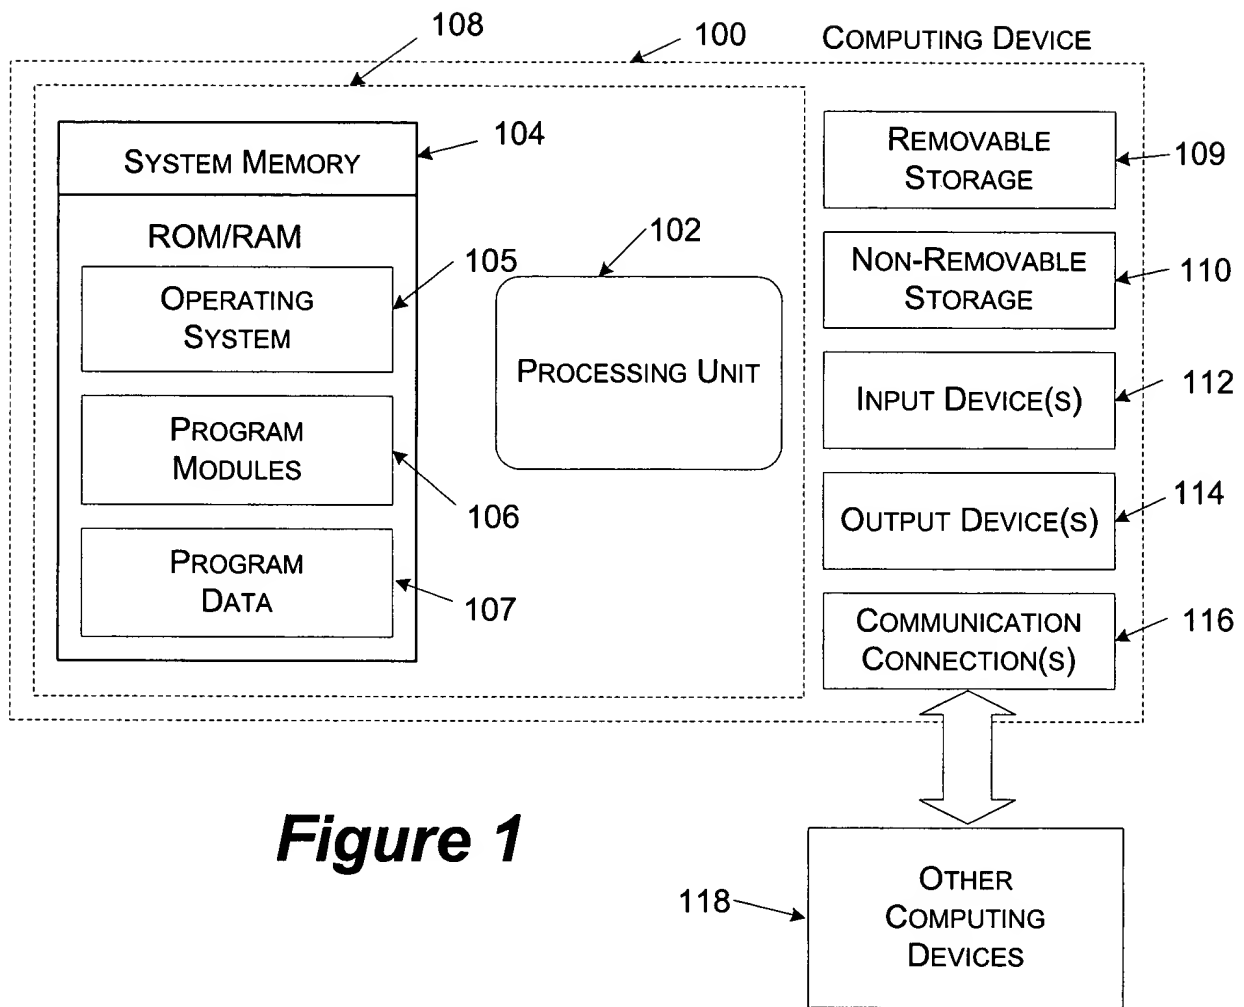 108
100
COMPUTING DEVICE
SYSTEM MEMORY
104
ROM/RAM
OPERATING
SYSTEM
105
PROGRAM
MODULES
106
PROGRAM
DATA
107
102
PROCESSING UNIT
REMOVABLE
STORAGE
109
NON-REMOVABLE
STORAGE
110
INPUT DEVICE(S)
112
OUTPUT DEVICE(S)
114
COMMUNICATION
CONNECTION(S)
116
Figure 1
118
OTHER
COMPUTING
DEVICES